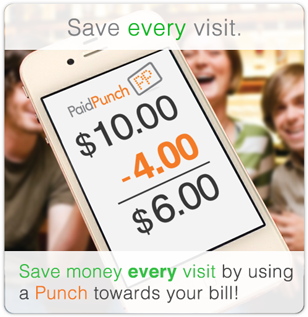 Save every visit.
PaidPunch PP
$10.00
-4.00
$6.00
Save money every visit by using
a Punch towards your bill!